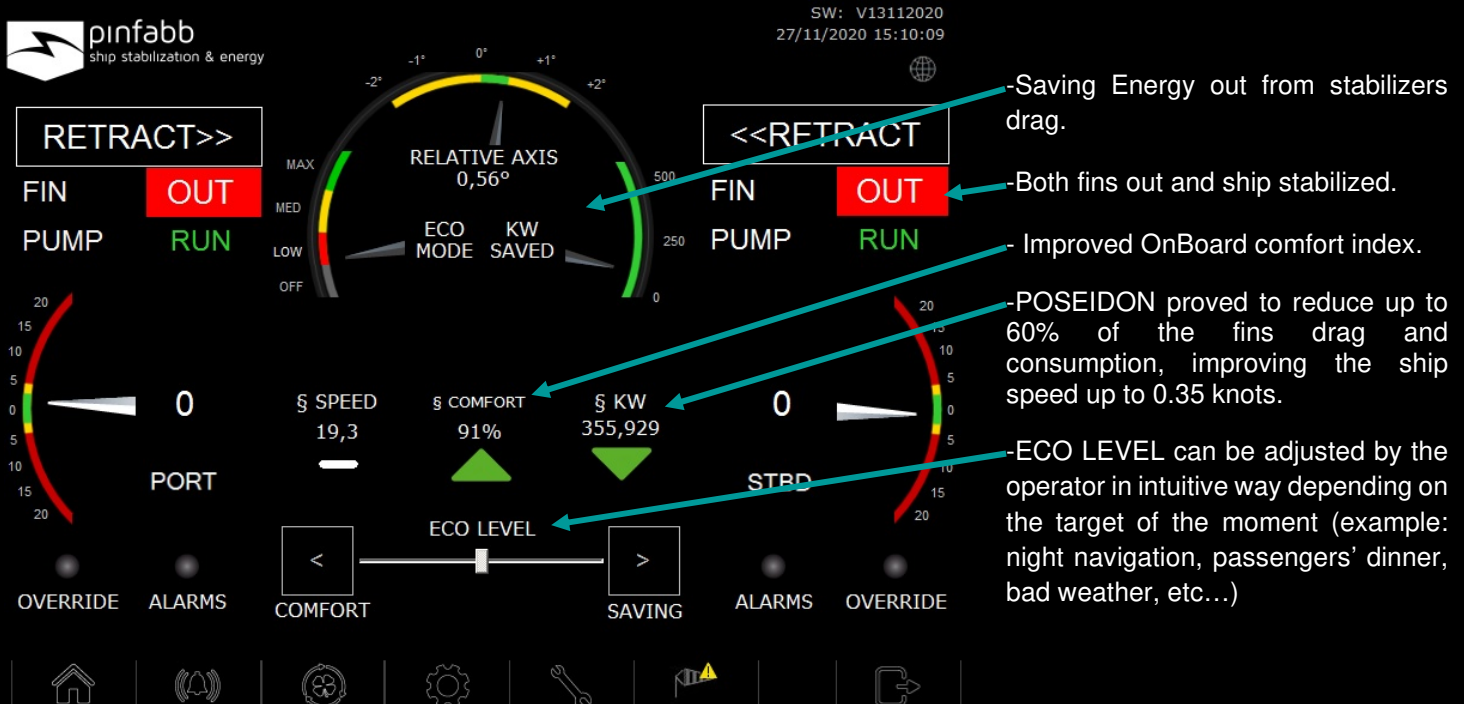 pinfabb
ship stabilization & energy
SW: V13112020
27/11/2020 15:10:09
RETRACT>>
FIN OUT
PUMP RUN
-2° -1° 0° +1° +2°
RELATIVE AXIS
0,56°
MAX
MED
LOW
OFF
ECO MODE
KW SAVED
500
250
0
<<RETRACT
FIN OUT
PUMP RUN
20
15
10
5
0
5
10
15
20
0
PORT
§ SPEED
19,3
§ COMFORT
91%
§ KW
355,929
0
STBD
20
15
10
5
0
5
10
15
20
ECO LEVEL
<
>
COMFORT
SAVING
OVERRIDE
ALARMS
ALARMS
OVERRIDE
-Saving Energy out from stabilizers
drag.
-Both fins out and ship stabilized.
- Improved OnBoard comfort index.
-POSEIDON proved to reduce up to
60% of the fins drag and
consumption, improving the ship
speed up to 0.35 knots.
-ECO LEVEL can be adjusted by the
operator in intuitive way depending on
the target of the moment (example:
night navigation, passengers’ dinner,
bad weather, etc…)